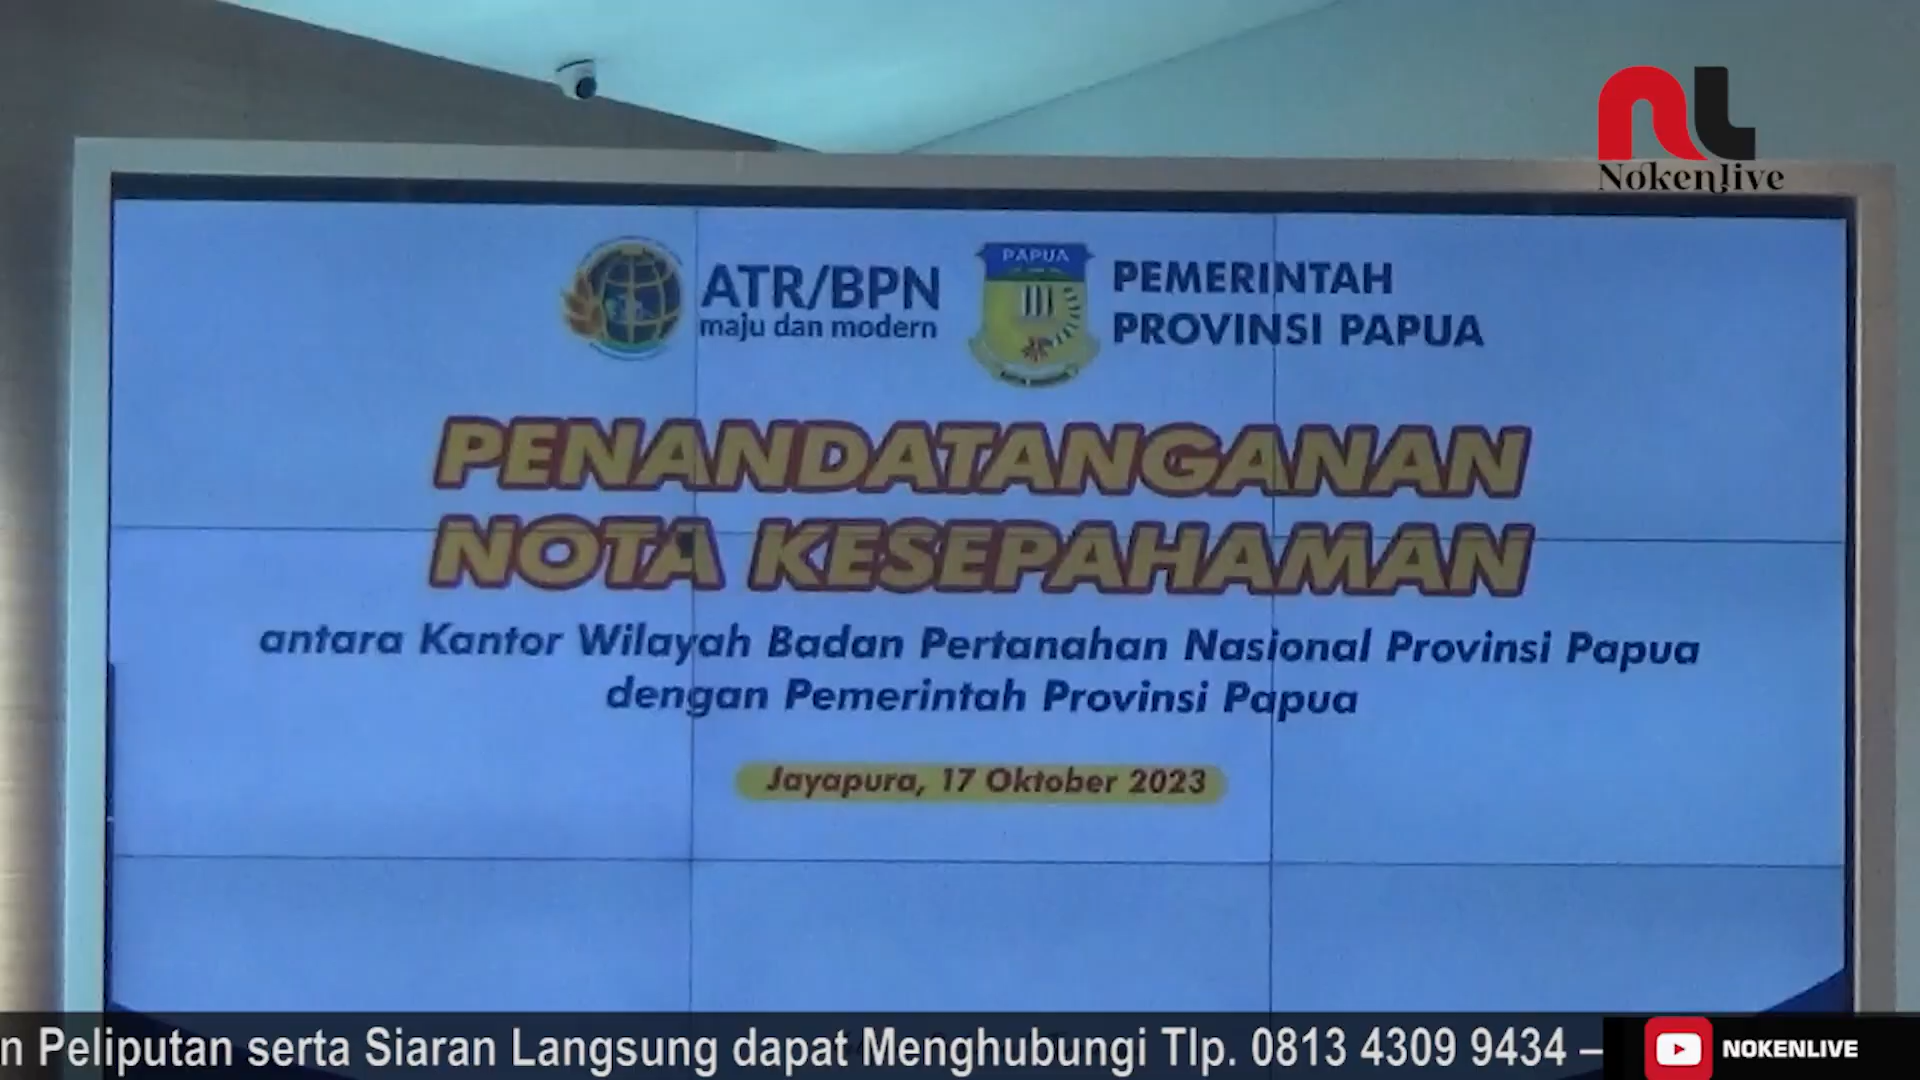 NL
Nokenlive
ATR/BPN
maju dan modern
PAPUA
PEMERINTAH
PROVINSI PAPUA
PENANDATANGANAN
NOTA KESEPAHAMAN
antara Kantor Wilayah Badan Pertanahan Nasional Provinsi Papua
dengan Pemerintah Provinsi Papua
Jayapura, 17 Oktober 2023
n Peliputan serta Siaran Langsung dapat Menghubungi Tlp. 0813 4309 9434 –
NOKENLIVE